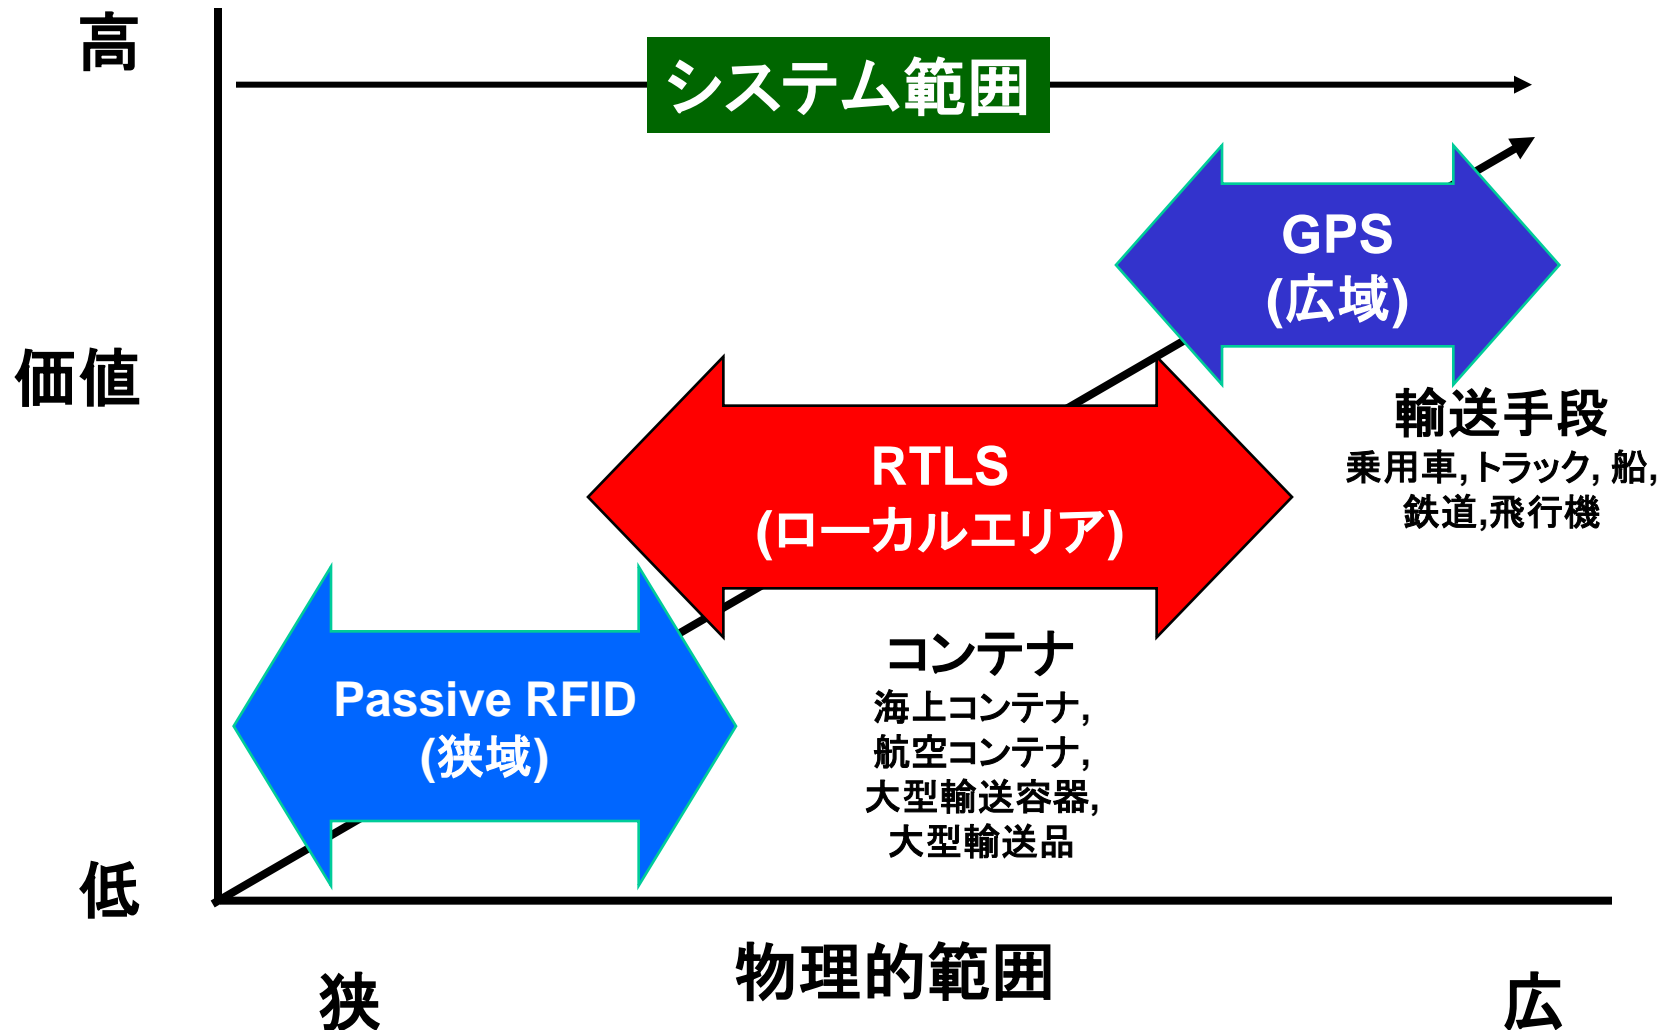 高
システム範囲
GPS
(広域)
価値
輸送手段
乗用車,トラック, 船,
鉄道,飛行機
RTLS
(ローカルエリア)
コンテナ
海上コンテナ,
航空コンテナ,
大型輸送容器,
大型輸送品
Passive RFID
(狭域)
低
物理的範囲
狭
広